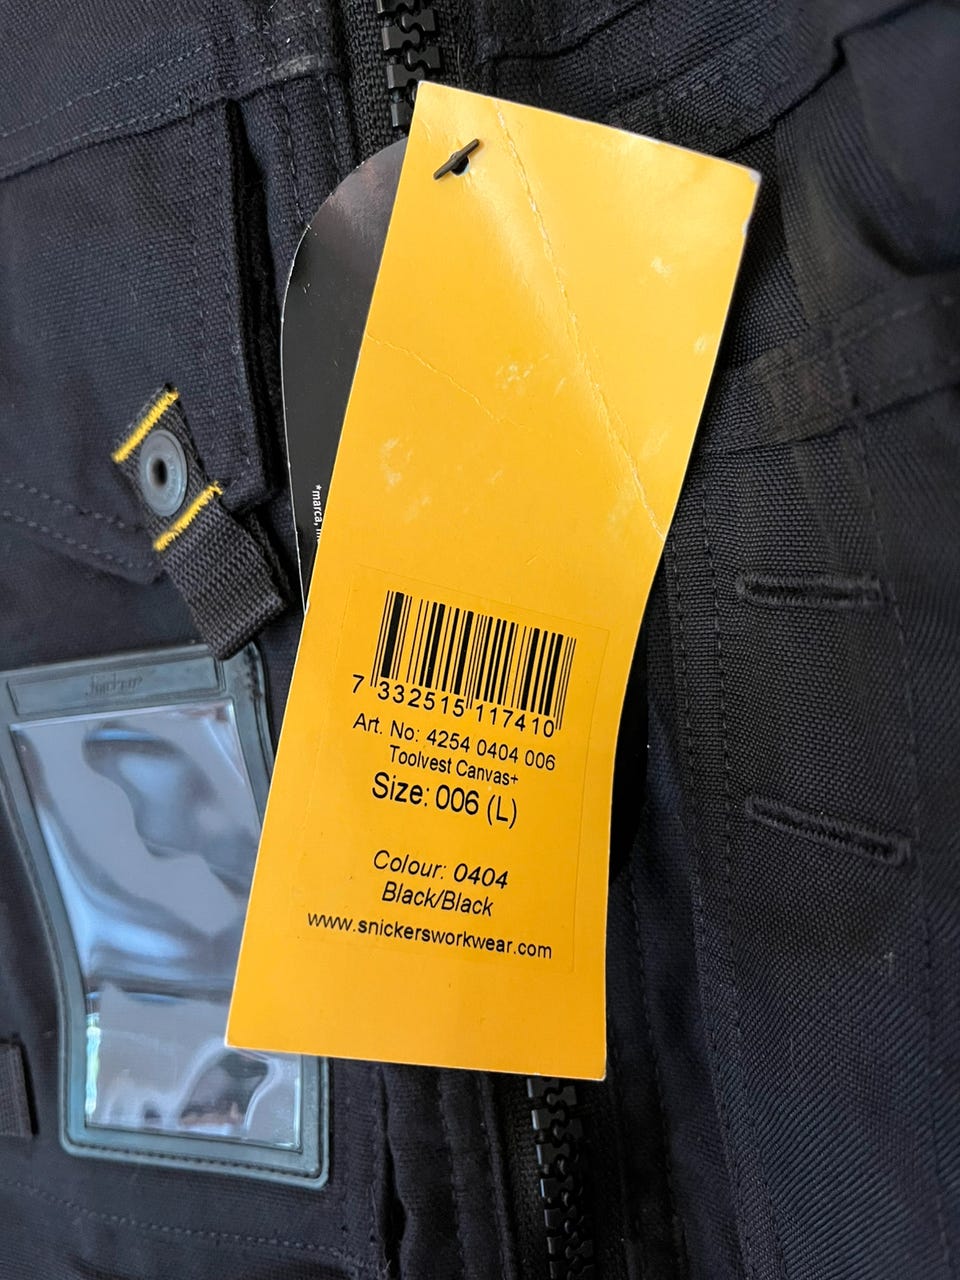 *marca,
7 332515 117410
Art. No: 4254 0404 006
Toolvest Canvas+
Size: 006 (L)
Colour: 0404
Black/Black
www.snickersworkwear.com